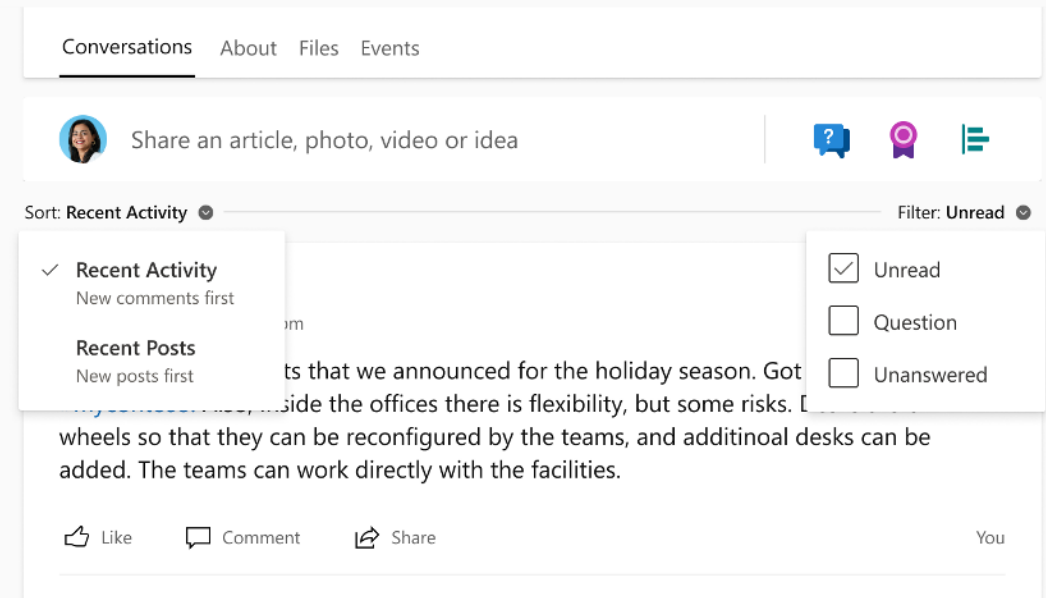 Conversations About Files Events
Share an article, photo, video or idea
?
Sort: Recent Activity
Filter: Unread
Recent Activity
New comments first
Recent Posts
New posts first
Unread
Question
Unanswered
ts that we announced for the holiday season. Got
the offices there is flexibility, but some risks.
wheels so that they can be reconfigured by the teams, and additinoal desks can be
added. The teams can work directly with the facilities.
Like Comment Share You